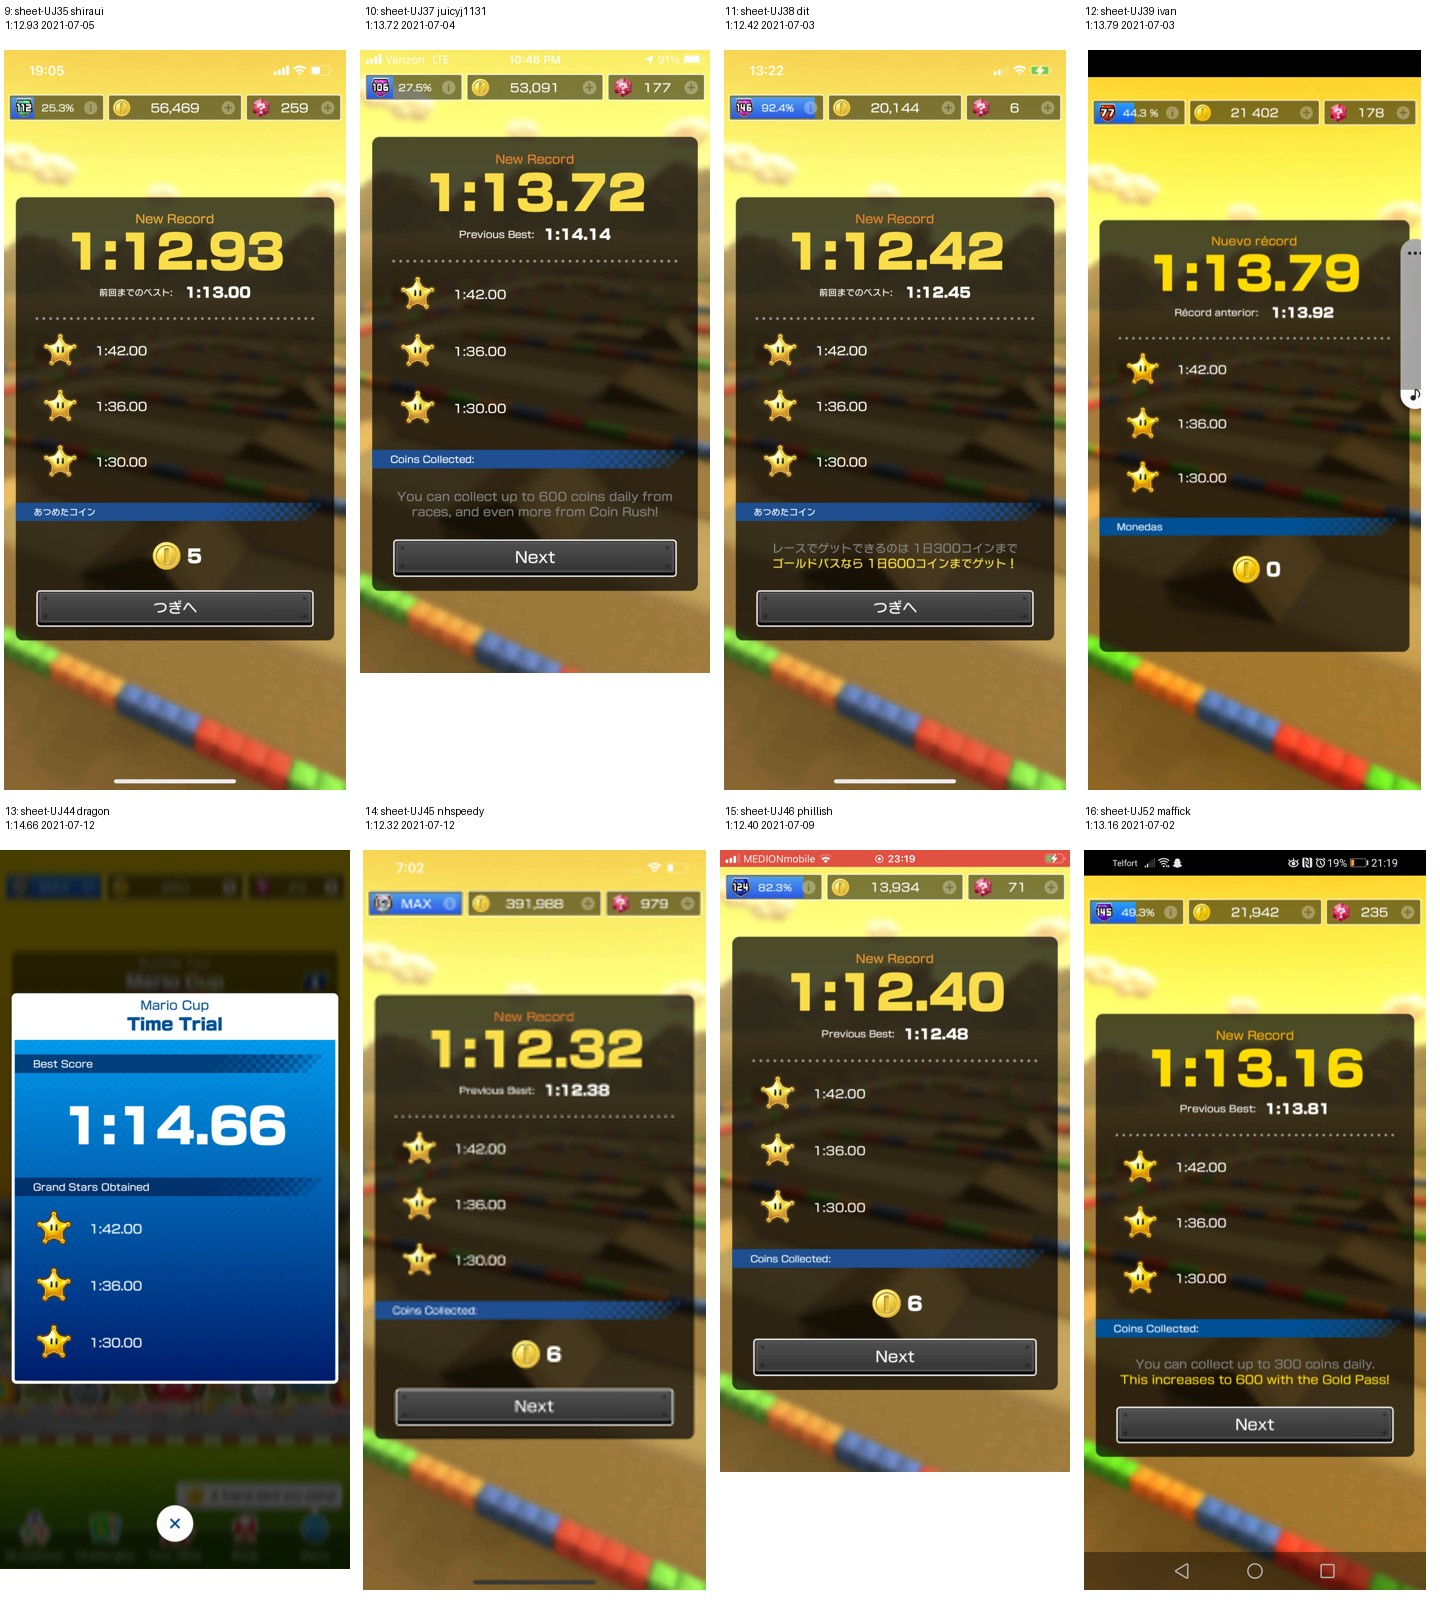 9: sheet-UJ35 shiraui
1:12.93 2021-07-05
19:05
112 25.3% i 56,469 259
New Record
1:12.93
前回までのベスト: 1:13.00
1:42.00
1:36.00
1:30.00
あつめたコイン
5
つぎへ
10: sheet-UJ37 juicyj1131
1:13.72 2021-07-04
Verizon LTE 10:46 PM 91%
106 27.5% i 53,091 177
New Record
1:13.72
Previous Best: 1:14.14
1:42.00
1:36.00
1:30.00
Coins Collected:
You can collect up to 600 coins daily from
races, and even more from Coin Rush!
Next
11: sheet-UJ38 dit
1:12.42 2021-07-03
13:22
146 92.4% i 20,144 6
New Record
1:12.42
前回までのベスト: 1:12.45
1:42.00
1:36.00
1:30.00
あつめたコイン
レースでゲットできるのは 1日300コインまで
ゴールドパスなら 1日600コインまでゲット!
つぎへ
12: sheet-UJ39 ivan
1:13.79 2021-07-03
77 44.3 % i 21 402 178
Nuevo récord
1:13.79
Récord anterior: 1:13.92
1:42.00
1:36.00
1:30.00
Monedas
0
13: sheet-UJ44 dragon
1:14.66 2021-07-12
MAX
Mario Cup
Mario Cup
Time Trial
Best Score
1:14.66
Grand Stars Obtained
1:42.00
1:36.00
1:30.00
14: sheet-UJ45 nhspeedy
1:12.32 2021-07-12
7:02
MAX i 391,988 979
New Record
1:12.32
Previous Best: 1:12.38
1:42.00
1:36.00
1:30.00
Coins Collected:
6
Next
15: sheet-UJ46 phillish
1:12.40 2021-07-09
MEDIONmobile 23:19
124 82.3% i 13,934 71
New Record
1:12.40
Previous Best: 1:12.48
1:42.00
1:36.00
1:30.00
Coins Collected:
6
Next
16: sheet-UJ52 maffick
1:13.16 2021-07-02
Telfort 19% 21:19
145 49.3% i 21,942 235
New Record
1:13.16
Previous Best: 1:13.81
1:42.00
1:36.00
1:30.00
Coins Collected:
You can collect up to 300 coins daily.
This increases to 600 with the Gold Pass!
Next